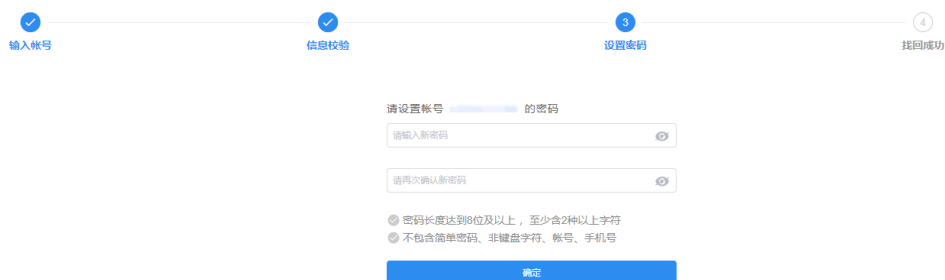 3
4
输入帐号
信息校验
设置密码
找回成功
请设置帐号 的密码
请输入新密码
请再次确认新密码
密码长度达到8位及以上，至少含2种以上字符
不包含简单密码、非键盘字符、帐号、手机号
确定